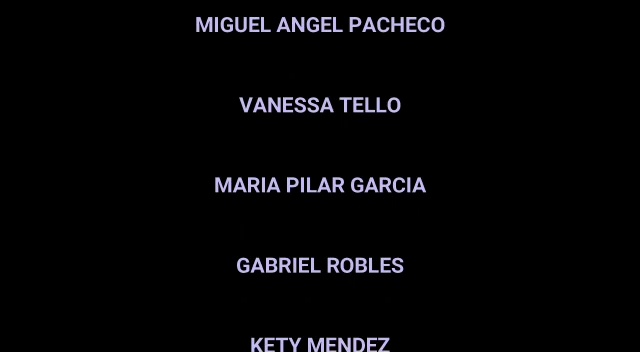 MIGUEL ANGEL PACHECO
VANESSA TELLO
MARIA PILAR GARCIA
GABRIEL ROBLES
KETY MENDEZ